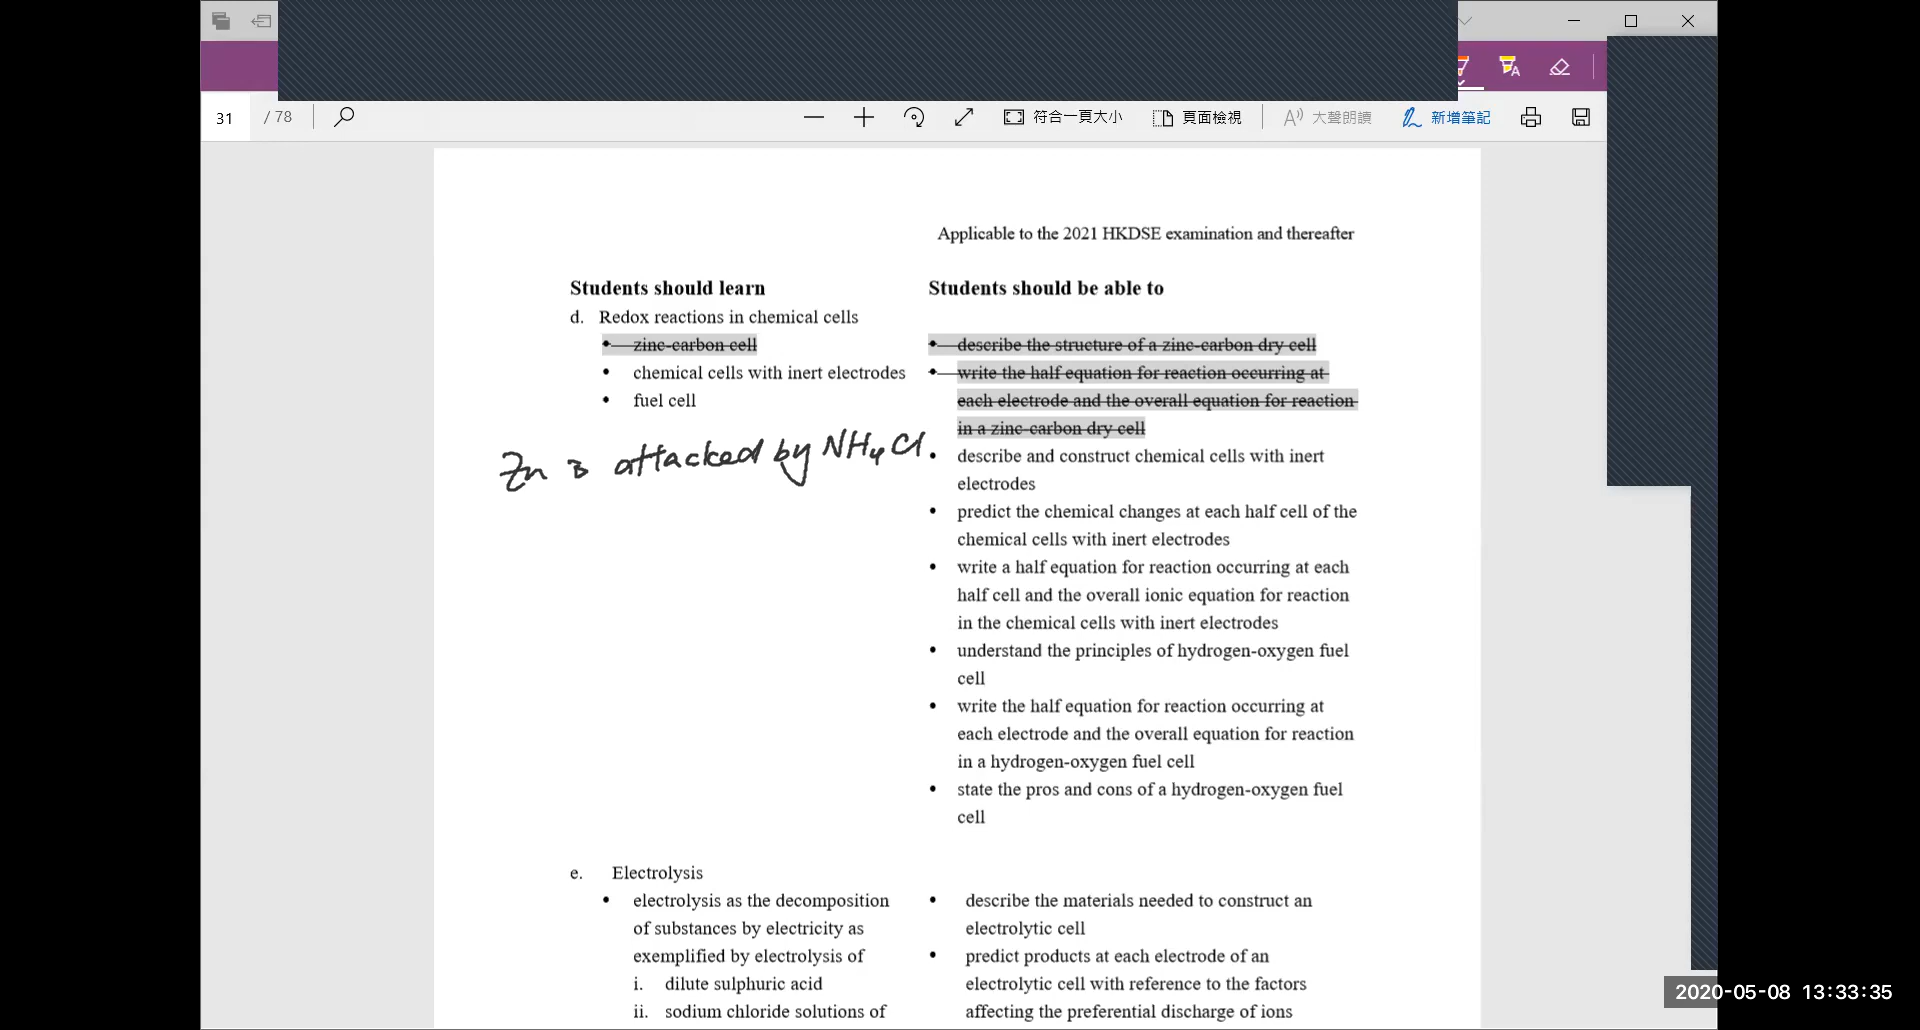 31 / 78 符合一頁大小 頁面檢視 大聲朗讀 新增筆記
Applicable to the 2021 HKDSE examination and thereafter
Students should learn
d. Redox reactions in chemical cells
• zinc-carbon cell
• chemical cells with inert electrodes
• fuel cell
Zn is attacked by NH4Cl
Students should be able to
• describe the structure of a zinc-carbon dry cell
• write the half equation for reaction occurring at
each electrode and the overall equation for reaction
in a zinc-carbon dry cell
• describe and construct chemical cells with inert
electrodes
• predict the chemical changes at each half cell of the
chemical cells with inert electrodes
• write a half equation for reaction occurring at each
half cell and the overall ionic equation for reaction
in the chemical cells with inert electrodes
• understand the principles of hydrogen-oxygen fuel
cell
• write the half equation for reaction occurring at
each electrode and the overall equation for reaction
in a hydrogen-oxygen fuel cell
• state the pros and cons of a hydrogen-oxygen fuel
cell
e. Electrolysis
• electrolysis as the decomposition
of substances by electricity as
exemplified by electrolysis of
i. dilute sulphuric acid
ii. sodium chloride solutions of
• describe the materials needed to construct an
electrolytic cell
• predict products at each electrode of an
electrolytic cell with reference to the factors
affecting the preferential discharge of ions
2020-05-08 13:33:35